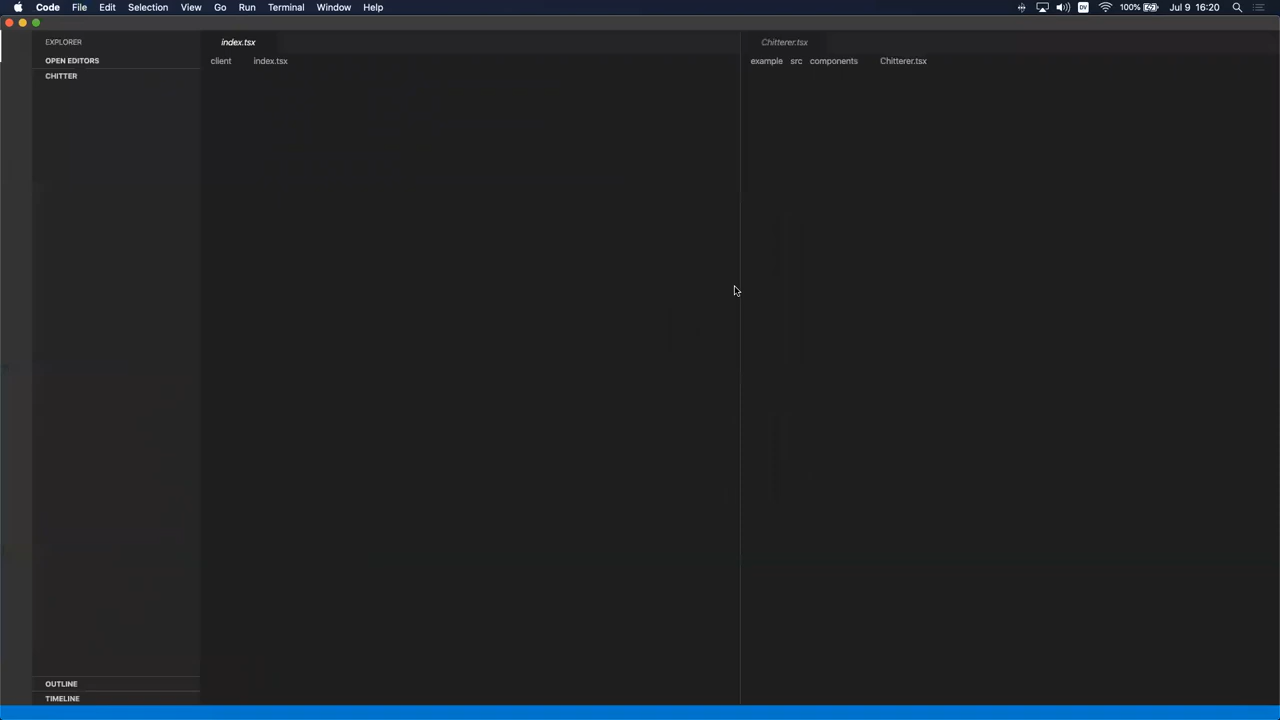 Code File Edit Selection View Go Run Terminal Window Help 100% DV Jul 9 16:20
EXPLORER
OPEN EDITORS
CHITTER
OUTLINE
TIMELINE
index.tsx
client index.tsx
Chitterer.tsx
example src components Chitterer.tsx